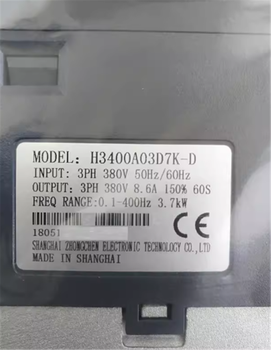 MODEL: H3400A03D7K-D
INPUT: 3PH 380V 50Hz/60Hz
OUTPUT: 3PH 380V 8.6A 150% 60S
FREQ RANGE:0.1-400Hz 3.7kW
18051
CE
SHANGHAI ZHONGCHEN ELECTRONIC TECHNOLOGY CO.,LTD
MADE IN SHANGHAI